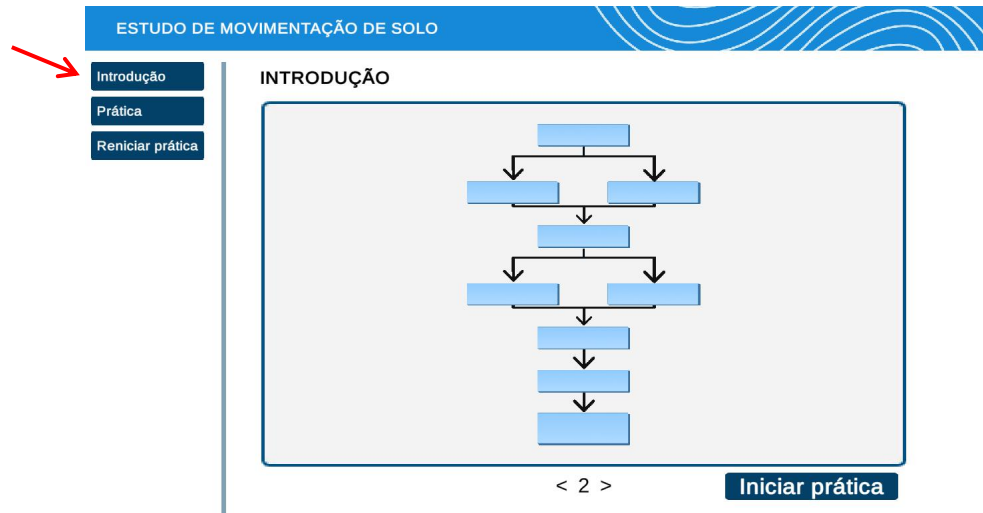 ESTUDO DE MOVIMENTAÇÃO DE SOLO
Introdução
Prática
Reniciar prática
INTRODUÇÃO
< 2 >
Iniciar prática